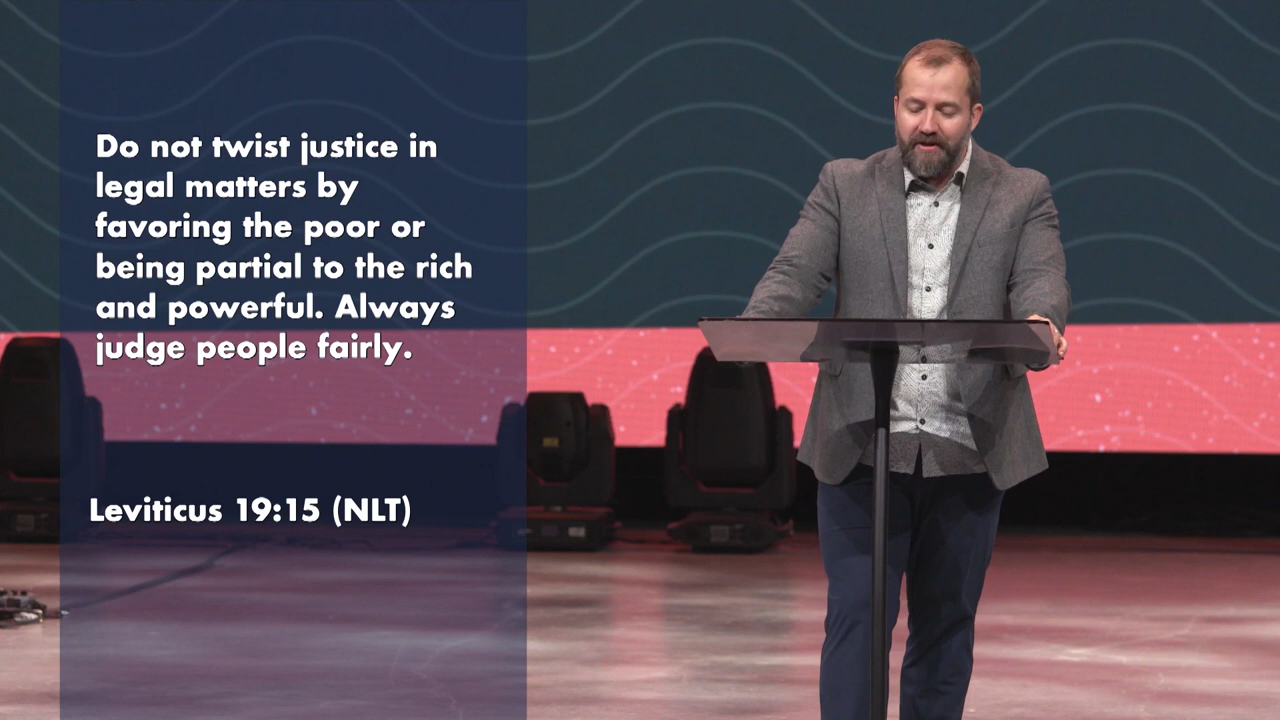 Do not twist justice in
legal matters by
favoring the poor or
being partial to the rich
and powerful. Always
judge people fairly.
Leviticus 19:15 (NLT)